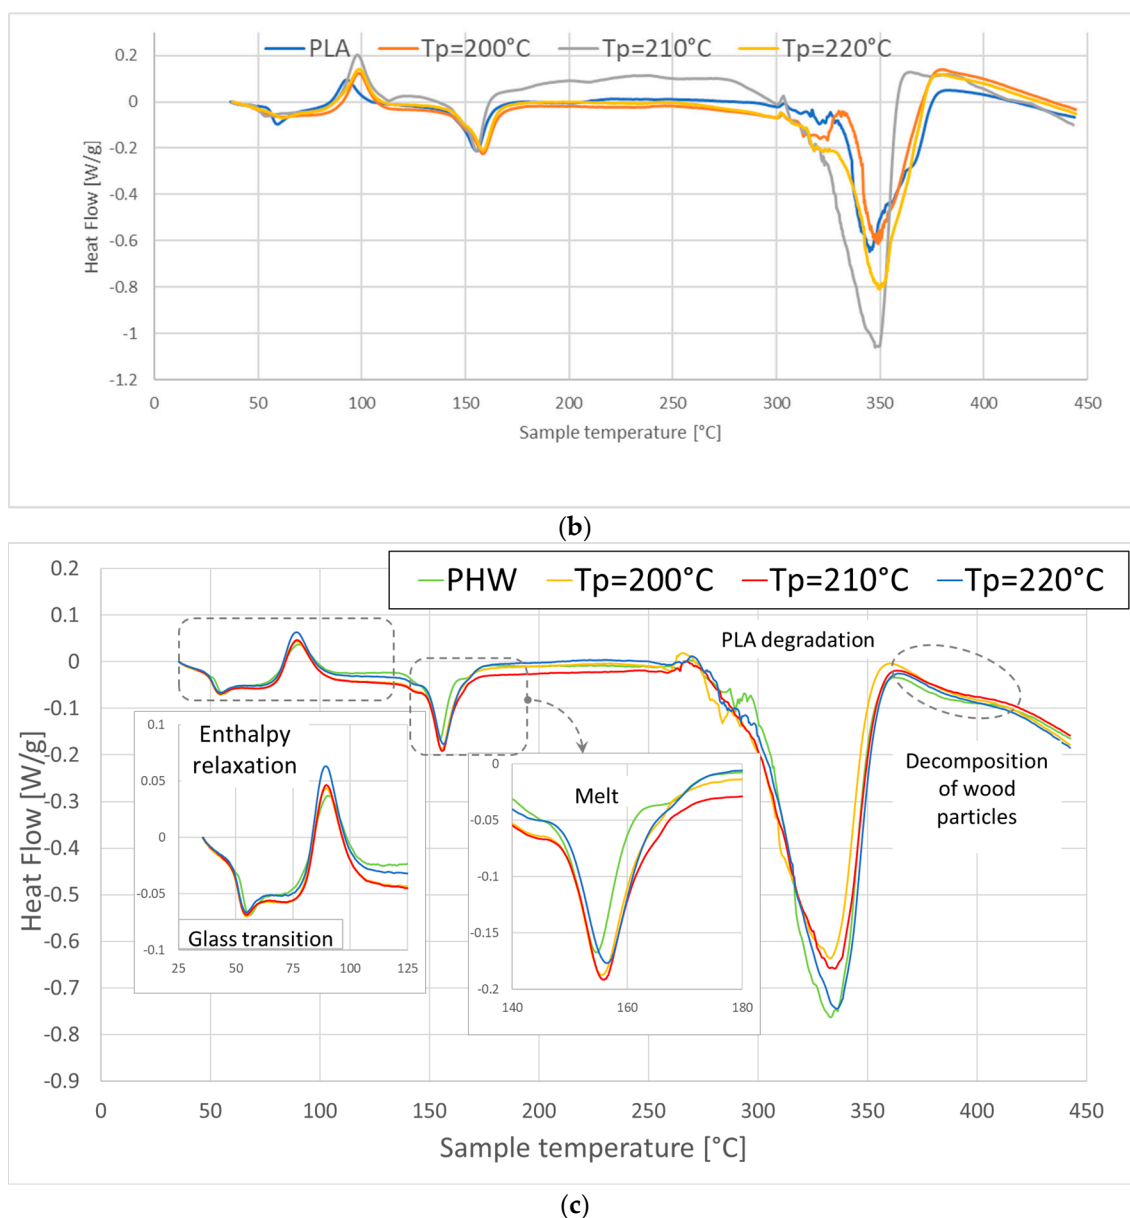 PLA Tp=200°C Tp=210°C Tp=220°C
0.2
0
-0.2
-0.4
-0.6
-0.8
-1
-1.2
Heat Flow [W/g]
0 50 100 150 200 250 300 350 400 450
Sample temperature [°C]
(b)
PHW Tp=200°C Tp=210°C Tp=220°C
0.2
0.1
0
-0.1
-0.2
-0.3
-0.4
-0.5
-0.6
-0.7
-0.8
-0.9
Heat Flow [W/g]
PLA degradation
Decomposition
of wood
particles
0.1
0.05
0
-0.05
-0.1
Enthalpy
relaxation
Glass transition
25 50 75 100 125
0
-0.05
-0.1
-0.15
-0.2
Melt
140 160 180
0 50 100 150 200 250 300 350 400 450
Sample temperature [°C]
(c)